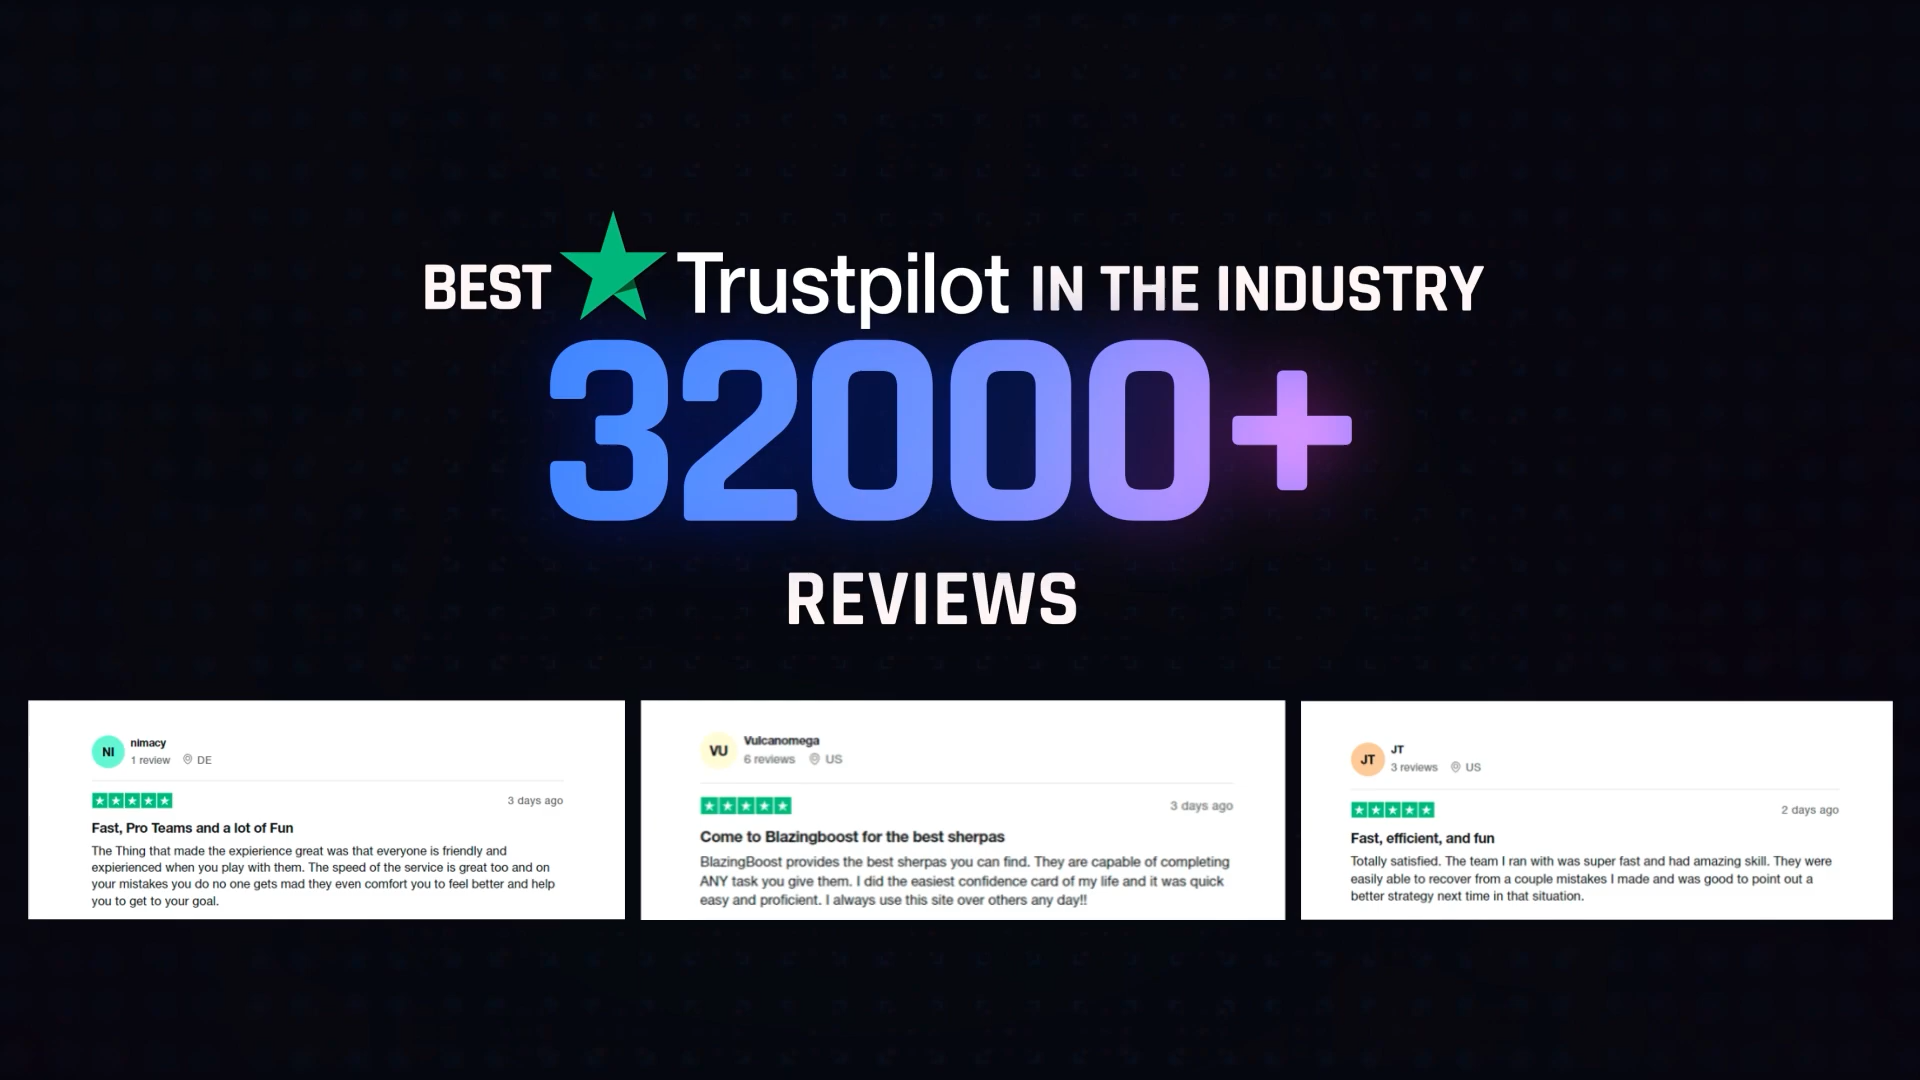 BEST Trustpilot IN THE INDUSTRY
32000+
REVIEWS
NI
nimacy
1 review DE
3 days ago
Fast, Pro Teams and a lot of Fun
The Thing that made the expierience great was that everyone is friendly and
expierienced when you play with them. The speed of the service is great too and on
your mistakes you do no one gets mad they even comfort you to feel better and help
you to get to your goal.
VU
Vulcanomega
6 reviews US
3 days ago
Come to Blazingboost for the best sherpas
BlazingBoost provides the best sherpas you can find. They are capable of completing
ANY task you give them. I did the easiest confidence card of my life and it was quick
easy and proficient. I always use this site over others any day!!
JT
JT
3 reviews US
2 days ago
Fast, efficient, and fun
Totally satisfied. The team I ran with was super fast and had amazing skill. They were
easily able to recover from a couple mistakes I made and was good to point out a
better strategy next time in that situation.